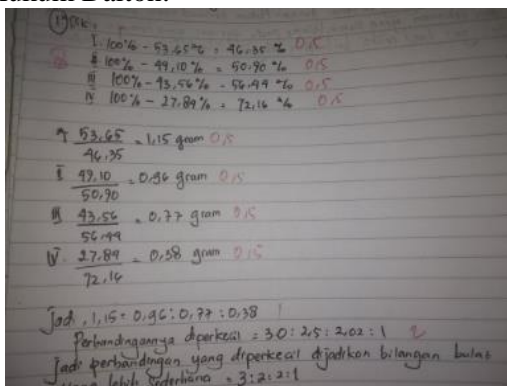 Hukum Dalton.
I. 100% - 53,65% = 46,35 % 0,5
II 100% - 49,10% = 50,90 % 0,5
III 100% - 43,56% = 56,44 % 0,5
IV 100% - 27,84% = 72,16 % 0,5
I 53,65 / 46,35 = 1,15 gram 0,5
II 49,10 / 50,90 = 0,96 gram 0,5
III 43,56 / 56,44 = 0,77 gram 0,5
IV 27,84 / 72,16 = 0,38 gram 0,5
Jadi, 1,15 : 0,96 : 0,77 : 0,38 1
Perbandingannya diperkecil = 30 : 25 : 2,02 : 1 2
Jadi perbandingan yang diperkecil dijadikan bilangan bulat
yang lebih sederhana = 3:2:2:1